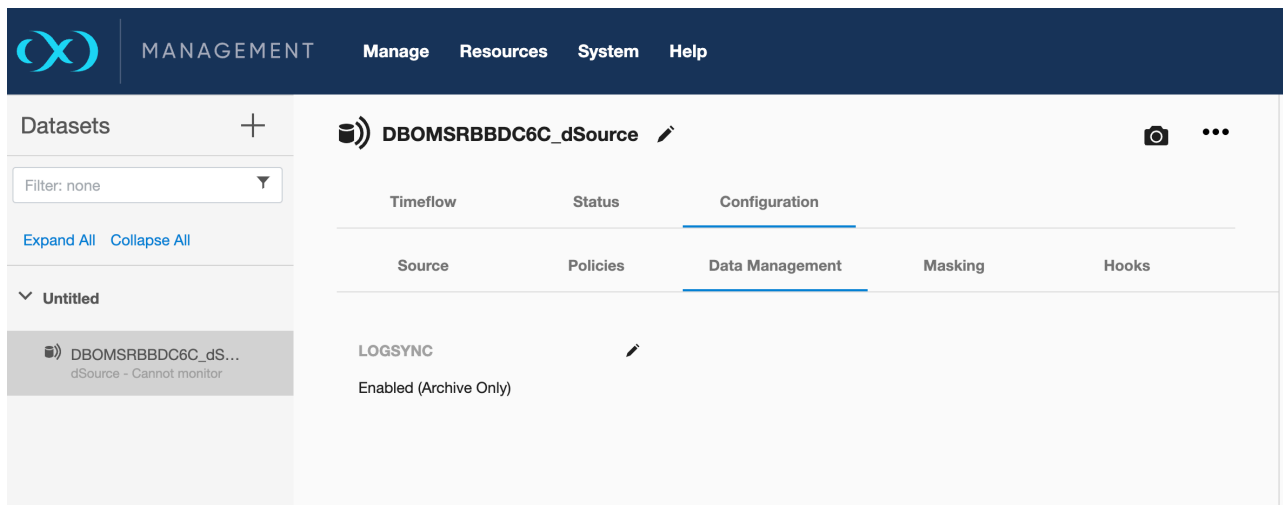 MANAGEMENT Manage Resources System Help
Datasets
Filter: none
Expand All Collapse All
Untitled
DBOMSRBBDC6C_dS...
dSource - Cannot monitor
DBOMSRBBDC6C_dSource
Timeflow Status Configuration
Source Policies Data Management Masking Hooks
LOGSYNC
Enabled (Archive Only)